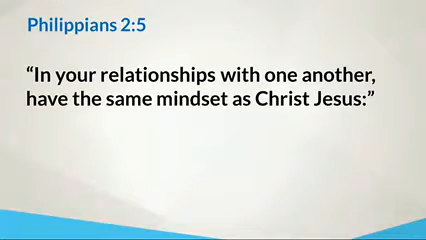 Philippians 2:5
“In your relationships with one another,
have the same mindset as Christ Jesus:”